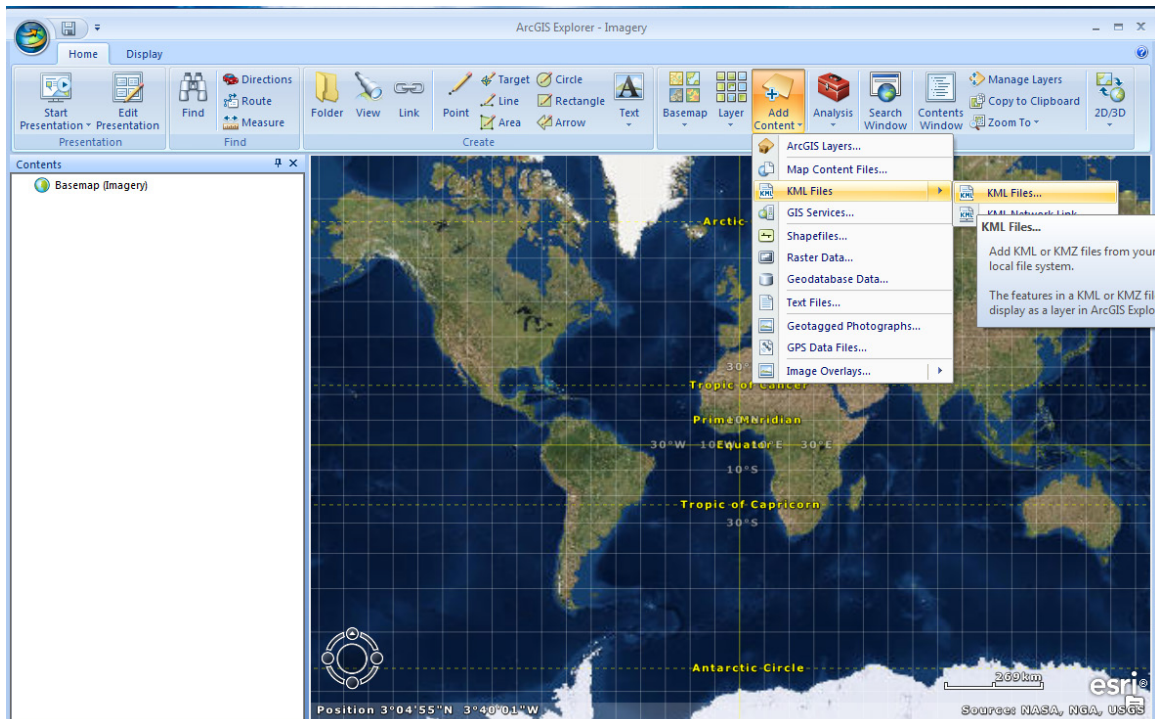 ArcGIS Explorer - Imagery
Home Display
Start Presentation
Edit Presentation
Presentation
Find
Directions
Route
Measure
Find
Folder
View
Link
Point
Target
Line
Area
Circle
Rectangle
Arrow
Text
Create
Basemap
Layer
Add Content
Analysis
Search Window
Contents Window
Manage Layers
Copy to Clipboard
Zoom To
2D/3D
Contents
Basemap (Imagery)
ArcGIS Layers...
Map Content Files...
KML Files
GIS Services...
Shapefiles...
Raster Data...
Geodatabase Data...
Text Files...
Geotagged Photographs...
GPS Data Files...
Image Overlays...
KML Files...
KML Network Link
KML Files...
Add KML or KMZ files from your
local file system.
The features in a KML or KMZ
display as a layer in ArcGIS
Arctic
30°
Tropic of Cancer
Prime Meridian
30°W
Equator
30°E
10°S
Tropic of Capricorn
30°S
Antarctic Circle
269km
esri
Position 3°04'55"N 3°40'01"W
Sources: NASA, NGA, USGS